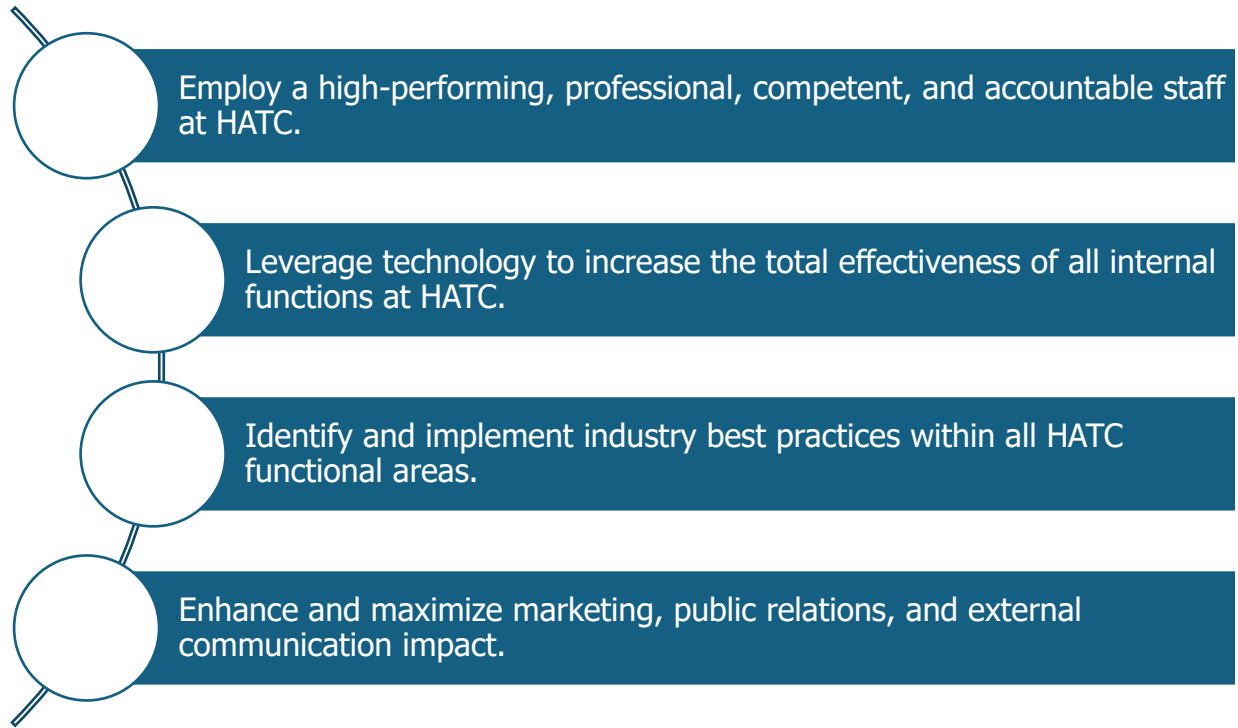 Employ a high-performing, professional, competent, and accountable staff
at HATC.
Leverage technology to increase the total effectiveness of all internal
functions at HATC.
Identify and implement industry best practices within all HATC
functional areas.
Enhance and maximize marketing, public relations, and external
communication impact.